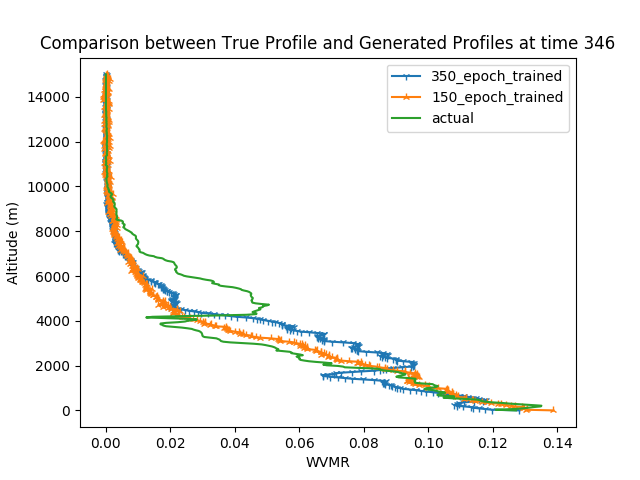 Comparison between True Profile and Generated Profiles at time 346
350_epoch_trained
150_epoch_trained
actual
Altitude (m)
14000
12000
10000
8000
6000
4000
2000
0
0.00 0.02 0.04 0.06 0.08 0.10 0.12 0.14
WVMR